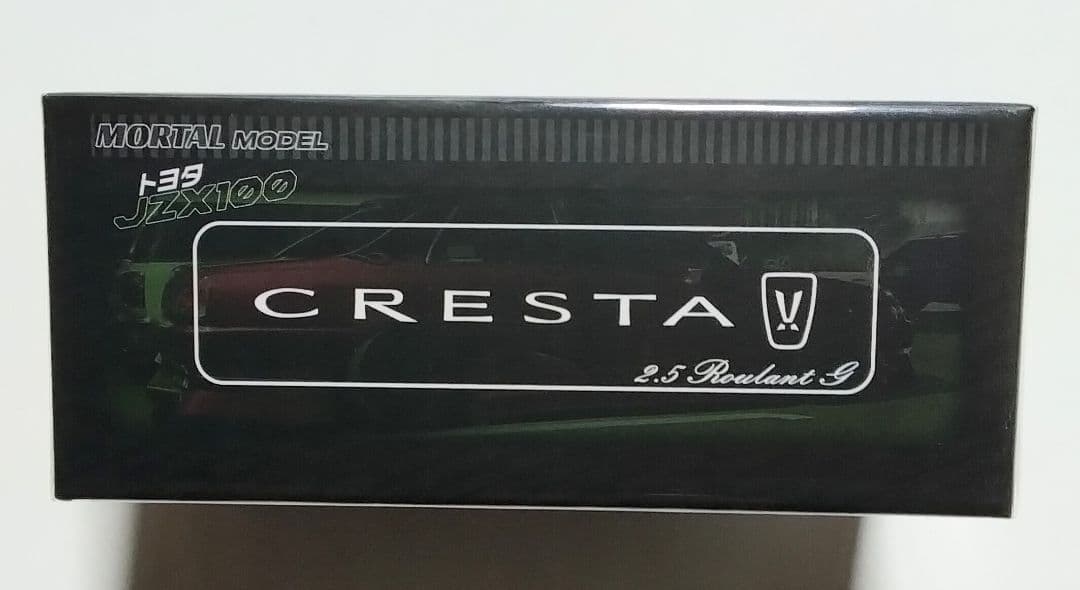 MORTAL MODEL
トヨタ
JZX100
CRESTA
2.5 Roulant G